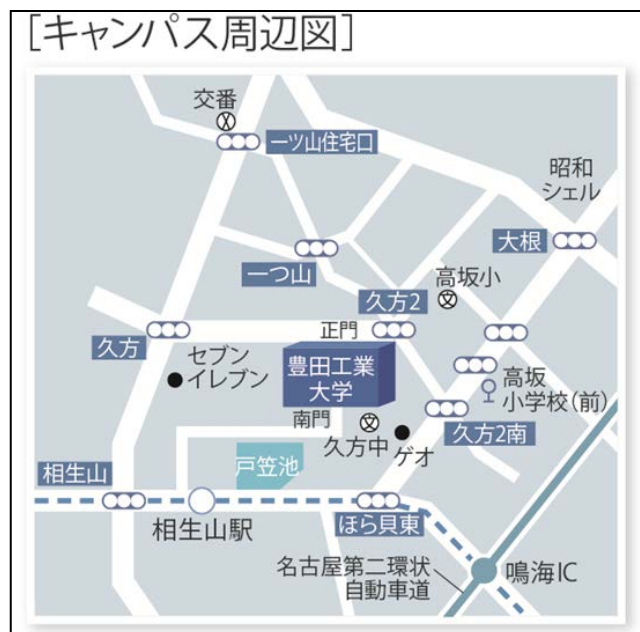 [キャンパス周辺図]
交番
一ツ山住宅口
昭和
シェル
大根
一つ山
高坂小
久方2
正門
久方
セブン
イレブン
豊田工業
大学
高坂
小学校(前)
南門
久方中
久方2南
ゲオ
戸笠池
相生山
相生山駅
ほら貝東
名古屋第二環状
自動車道
鳴海IC